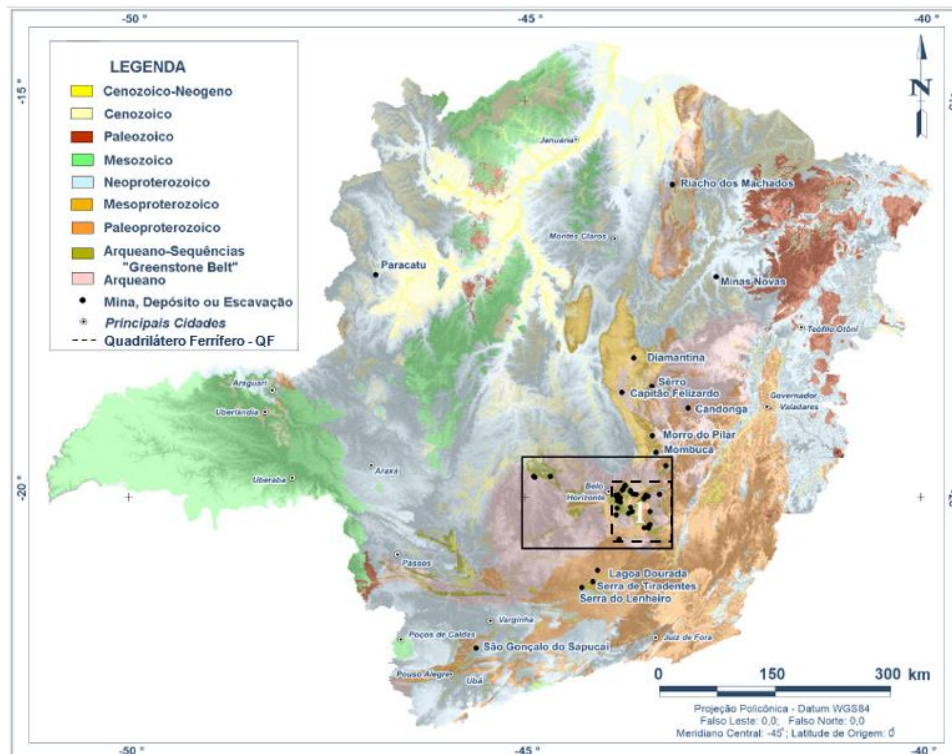 -50 °
-45 °
-40 °
-15 °
LEGENDA
Cenozoico-Neogeno
Cenozoico
Paleozoico
Mesozoico
Neoproterozoico
Mesoproterozoico
Paleoproterozoico
Arqueano-Sequências
"Greenstone Belt"
Arqueano
Mina, Depósito ou Escavação
Principais Cidades
Quadrilátero Ferrífero - QF
N
Januária
Riacho dos Machados
Montes Claros
Paracatu
Minas Novas
Teófilo Otôni
Diamantina
Araguari
Sêrro
Capitão Felizardo
Governador
Valadares
Uberlândia
Candonga
Morro do Pilar
Mombuca
Araxá
Uberaba
Belo
Horizonte
-20 °
1
Passos
Lagoa Dourada
Serra de Tiradentes
Serra do Lenheiro
Varginha
Poços de Caldas
Juiz de Fora
São Gonçalo do Sapucai
Pouso Alegre
Ubá
0 150 300 km
Projeção Policônica - Datum WGS84
Falso Leste: 0,0; Falso Norte: 0,0
Meridiano Central: -45°; Latitude de Origem: 0
-50 °
-45 °
-40 °